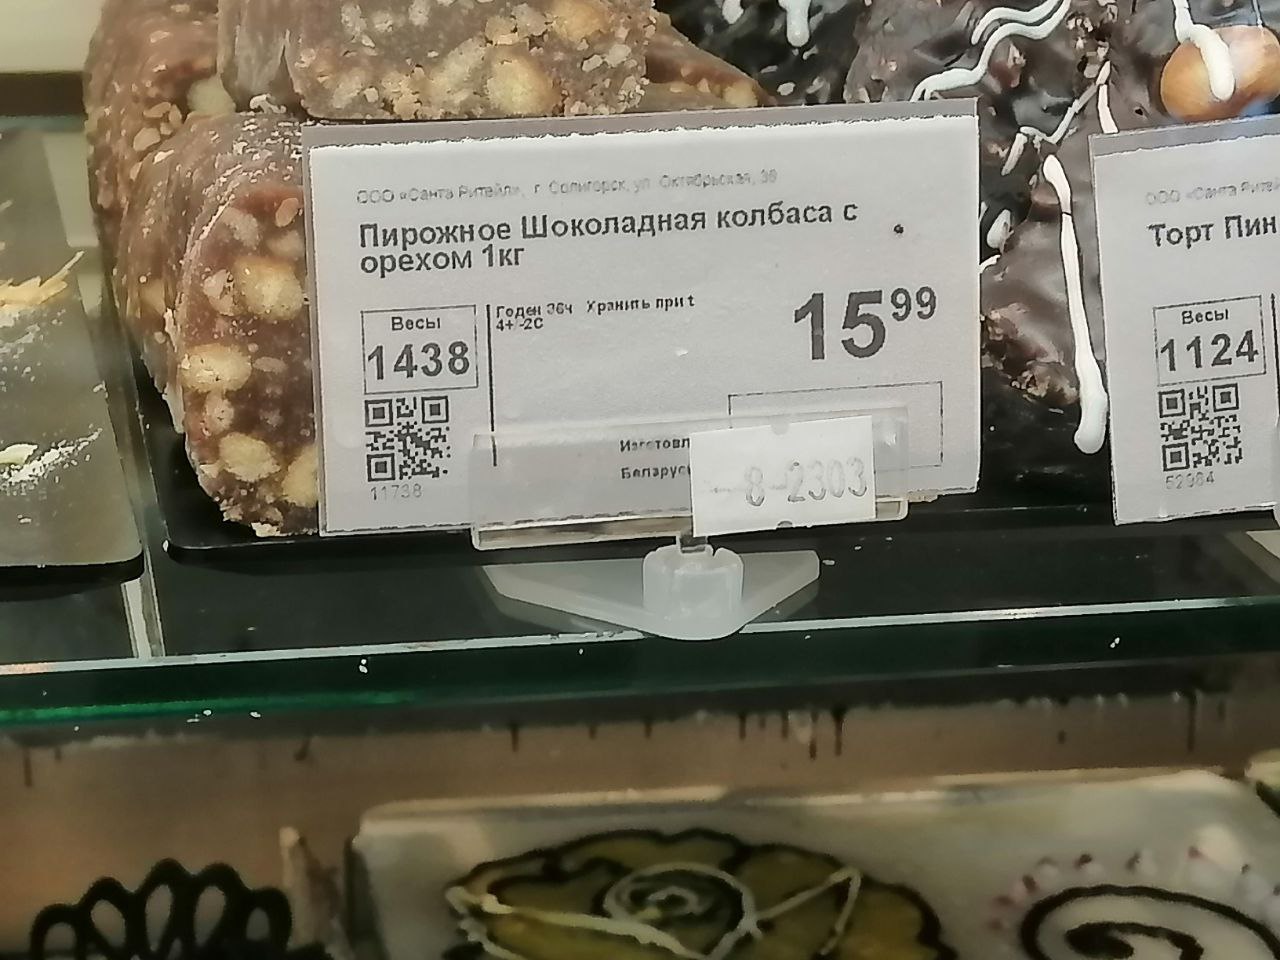 ООО «Санта Ритейл», г. Солигорск, ул. Октябрьская, 39
Пирожное Шоколадная колбаса с
орехом 1кг
Весы
1438
11738
Годен 36ч Хранить при t
4+/-2С
15 99
Изготовл
Беларусь
8-2303
ООО «Санта Ритейл
Торт Пин
Весы
1124
52984